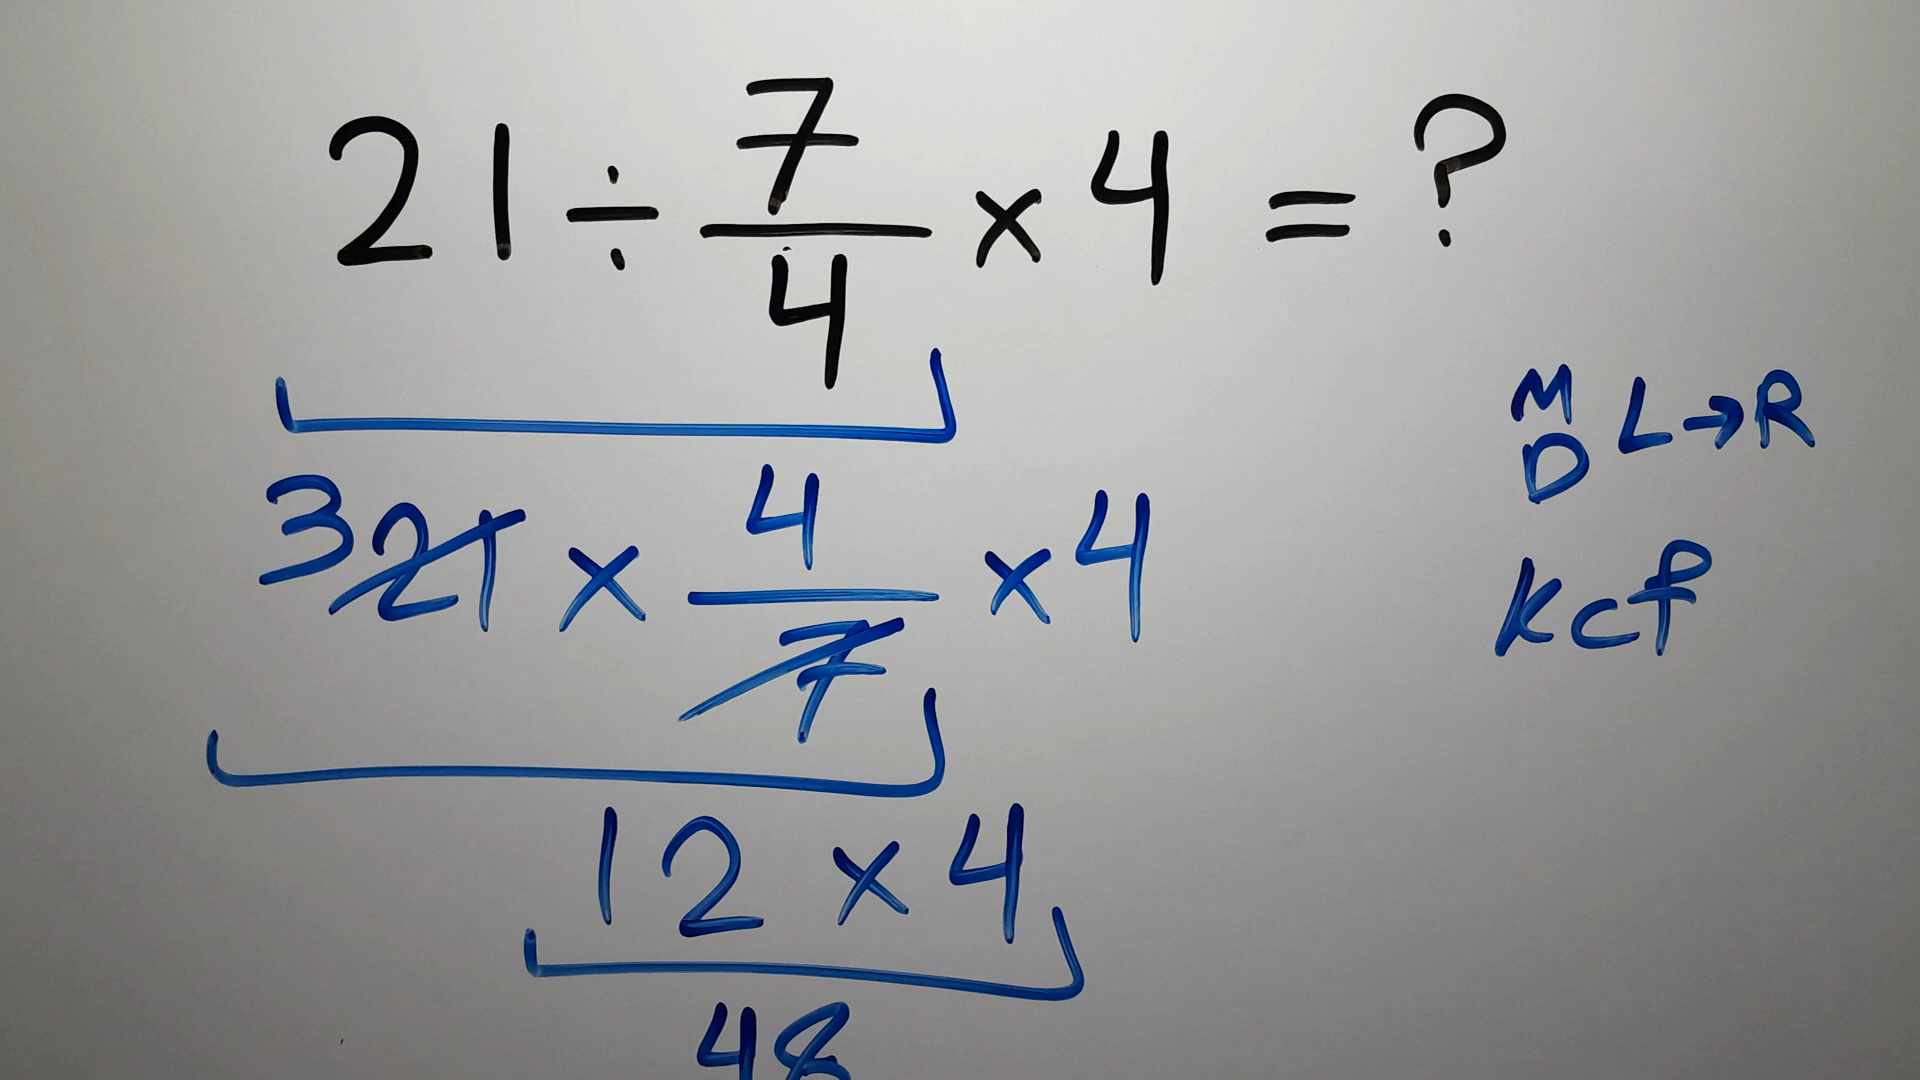 21 ÷ 7/4 × 4 = ?
M
D L→R
3 21 × 4/7 × 4
kcf
12 × 4
48